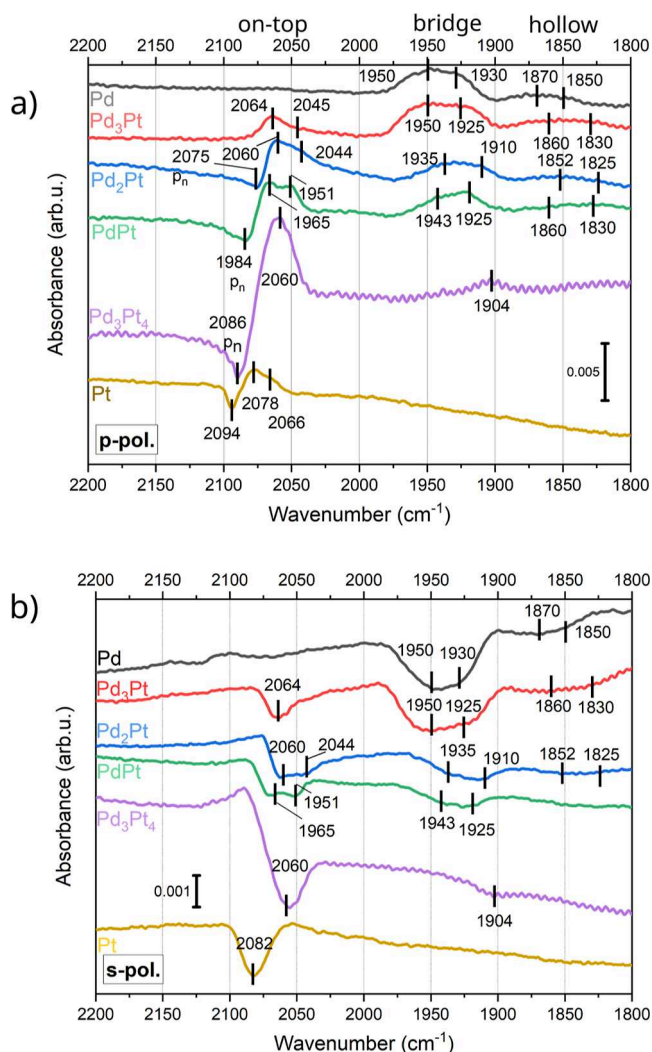 on-top bridge hollow
2200 2150 2100 2050 2000 1950 1900 1850 1800
a)
1950 1930 1870 1850
Pd
2064 2045
Pd3Pt
1950 1925 1860 1830
2075 2060 2044 1935 1910 1852 1825
Pd2Pt
pn
1951
PdPt
1965 1943 1925 1860 1830
1984
pn
2060
Pd3Pt4
2086
pn
1904
0.005
Pt
2078
2094 2066
p-pol.
Absorbance (arb.u.)
2200 2150 2100 2050 2000 1950 1900 1850 1800
Wavenumber (cm-1)
b)
2200 2150 2100 2050 2000 1950 1900 1850 1800
1870
1850
Pd
1950 1930
Pd3Pt
1950 1925 1860 1830
Pd2Pt
2060 2044 1935 1910 1852 1825
PdPt
1951
1965 1943 1925
Pd3Pt4
2060
0.001
1904
Pt
2082
s-pol.
Absorbance (arb.u.)
2200 2150 2100 2050 2000 1950 1900 1850 1800
Wavenumber (cm-1)